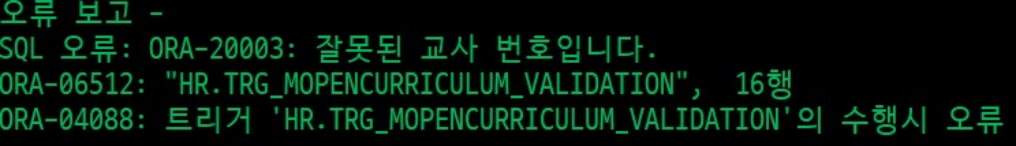 오류 보고 -
SQL 오류: ORA-20003: 잘못된 교사 번호입니다.
ORA-06512: "HR.TRG_MOPENCURRICULUM_VALIDATION",  16행
ORA-04088: 트리거 'HR.TRG_MOPENCURRICULUM_VALIDATION'의 수행시 오류